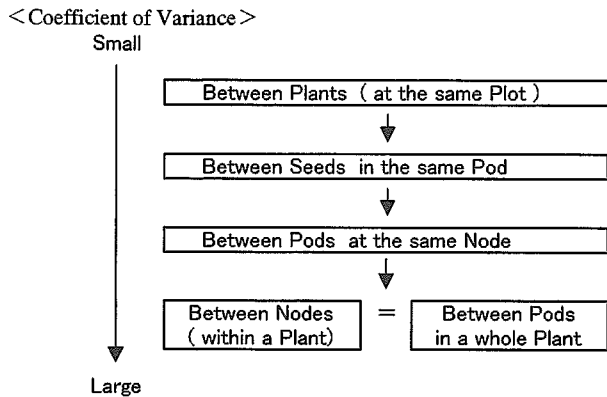 ＜Coefficient of Variance＞
Small
Between Plants ( at the same Plot )
Between Seeds in the same Pod
Between Pods at the same Node
Between Nodes
( within a Plant)
=
Between Pods
in a whole Plant
Large